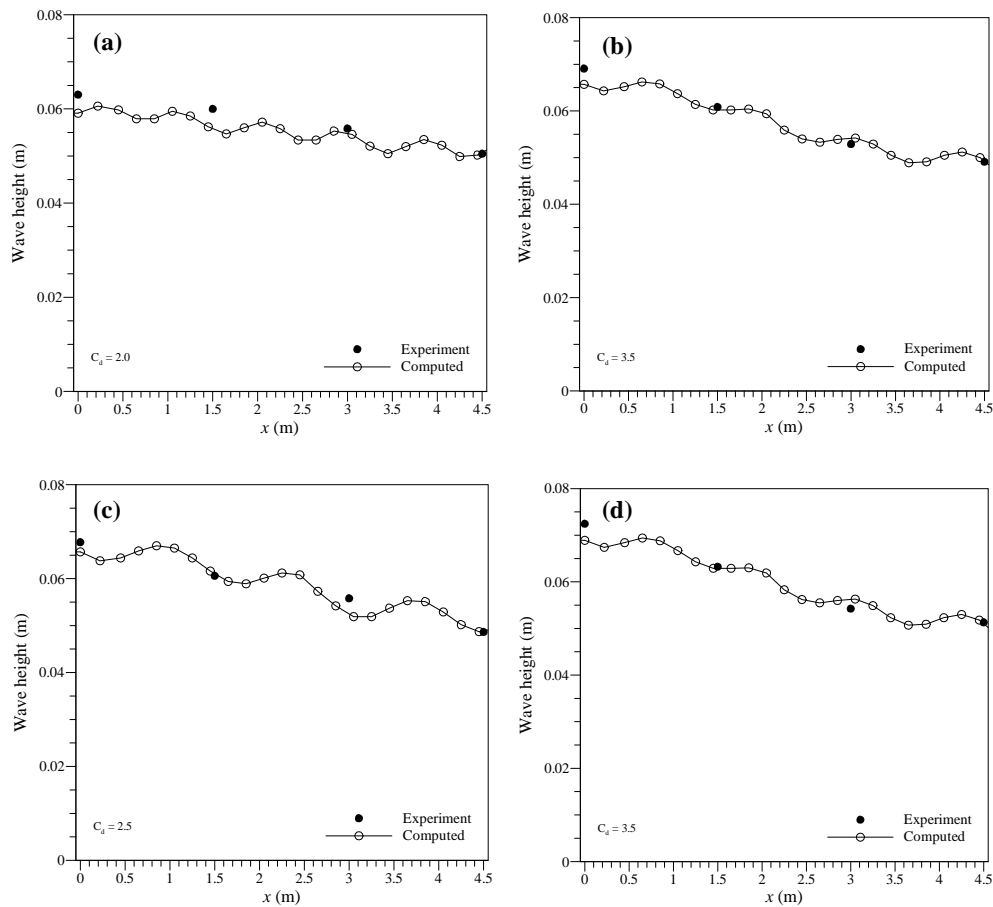 (a)
Wave height (m)
0.08
0.06
0.04
0.02
0
C_d = 2.0
Experiment
Computed
0 0.5 1 1.5 2 2.5 3 3.5 4 4.5
x (m)
(b)
Wave height (m)
0.08
0.06
0.04
0.02
0
C_d = 3.5
Experiment
Computed
0 0.5 1 1.5 2 2.5 3 3.5 4 4.5
x (m)
(c)
Wave height (m)
0.08
0.06
0.04
0.02
0
C_d = 2.5
Experiment
Computed
0 0.5 1 1.5 2 2.5 3 3.5 4 4.5
x (m)
(d)
Wave height (m)
0.08
0.06
0.04
0.02
0
C_d = 3.5
Experiment
Computed
0 0.5 1 1.5 2 2.5 3 3.5 4 4.5
x (m)